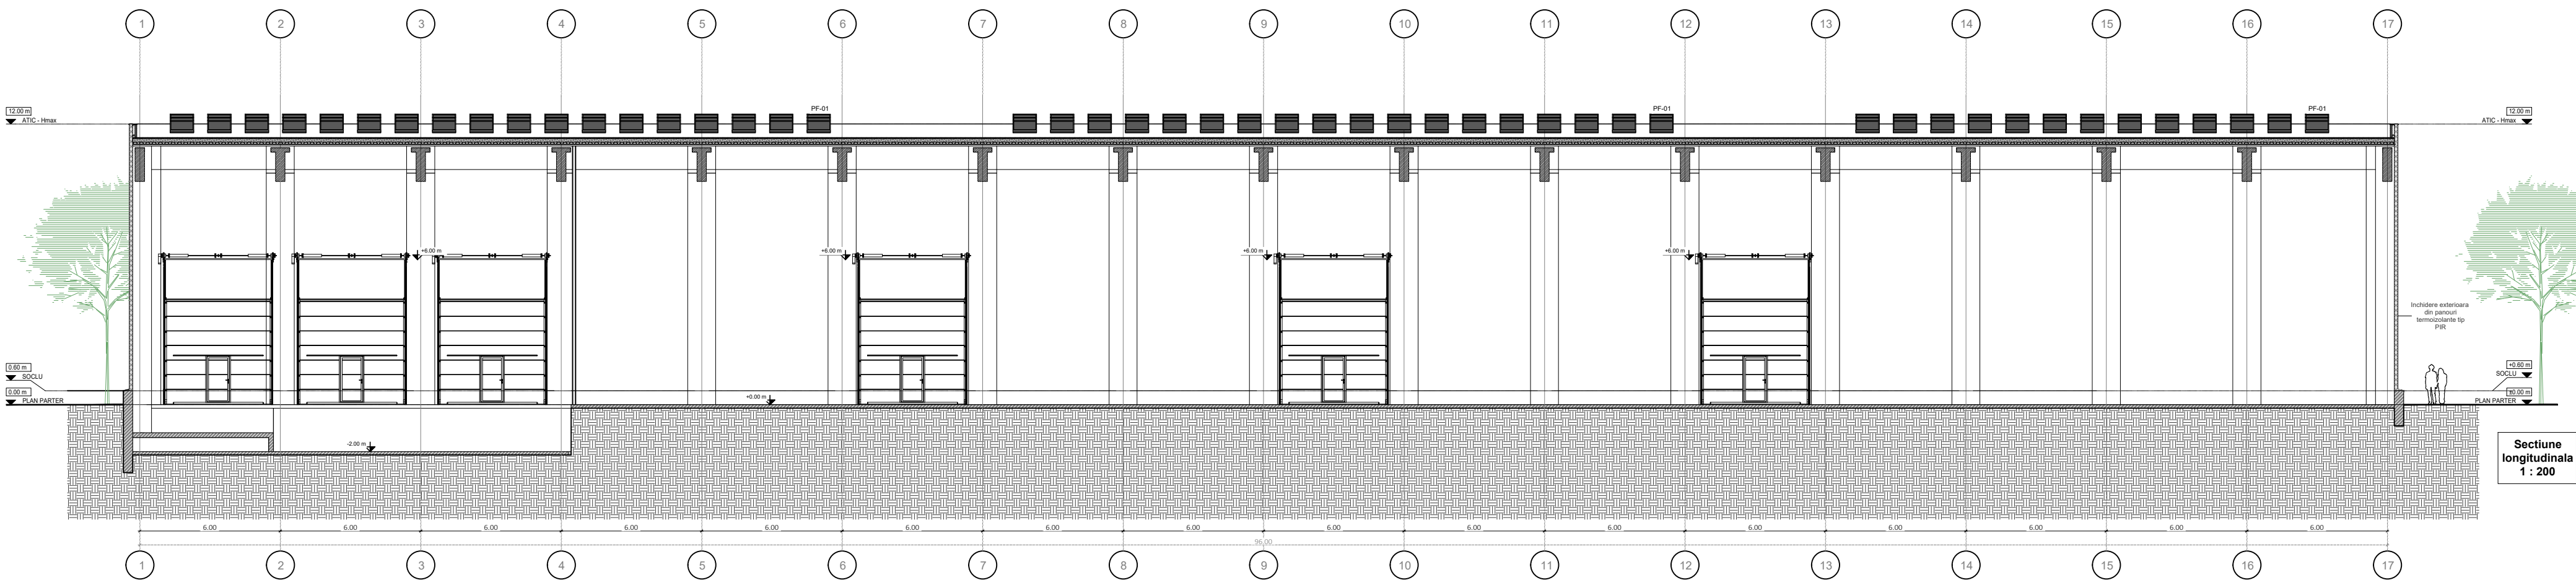 1 2 3 4 5 6 7 8 9 10 11 12 13 14 15 16 17
PF-01 PF-01 PF-01
12.00 m 12.00 m
ATIC - Hmax ATIC - Hmax
+6.00 m +6.00 m +6.00 m +6.00 m
Inchidere exterioara
din panouri
termoizolante tip
PIR
0.60 m +0.60 m
SOCLU SOCLU
0.00 m ±0.00 m
PLAN PARTER +0.00 m PLAN PARTER
-2.00 m
Sectiune
longitudinala
1 : 200
6.00 6.00 6.00 6.00 6.00 6.00 6.00 6.00 6.00 6.00 6.00 6.00 6.00 6.00 6.00 6.00
96.00
1 2 3 4 5 6 7 8 9 10 11 12 13 14 15 16 17